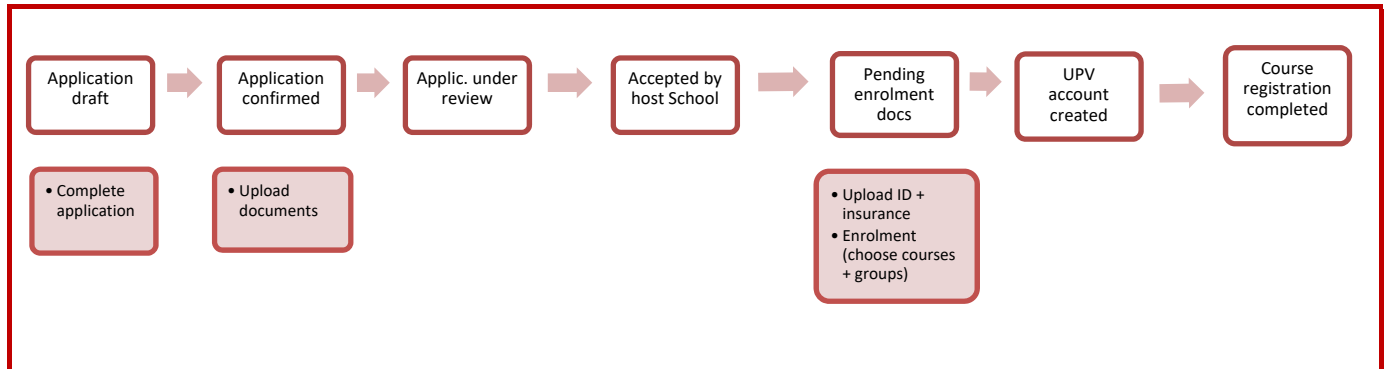 Application
draft
Application
confirmed
Applic. under
review
Accepted by
host School
Pending
enrolment
docs
UPV
account
created
Course
registration
completed
• Complete
application
• Upload
documents
• Upload ID +
insurance
• Enrolment
(choose courses
+ groups)